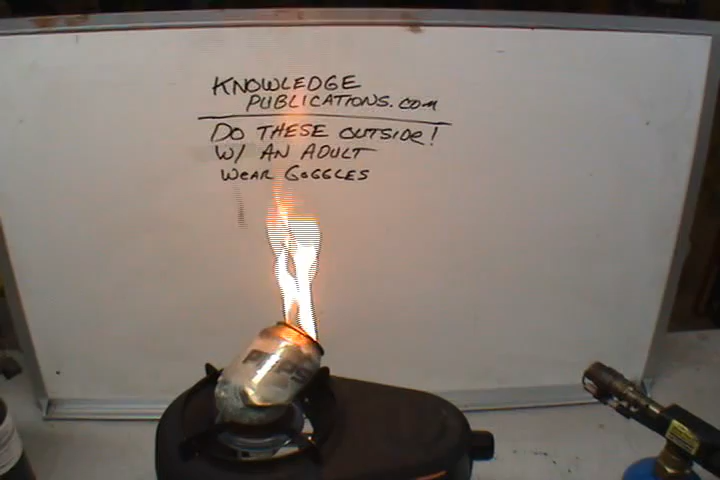 KNOWLEDGE
PUBLICATIONS.COM
DO THESE OUTSIDE!
W/ AN ADULT
WEAR GOGGLES